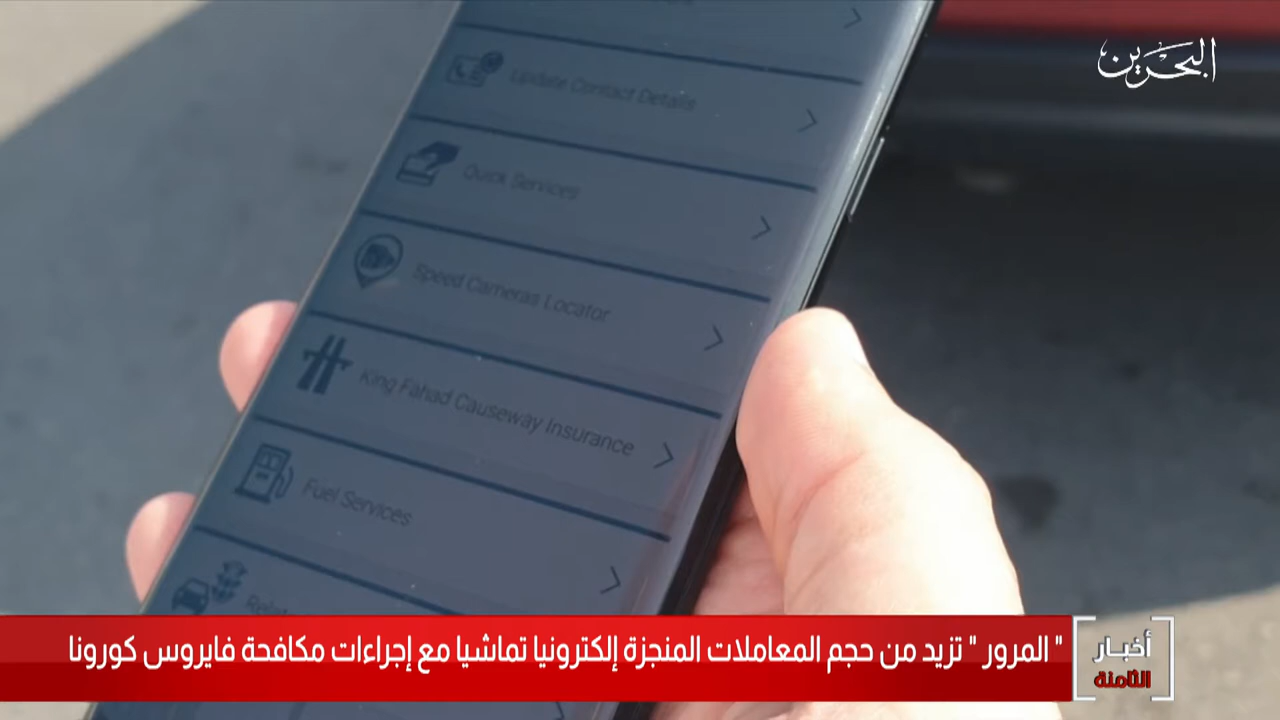 البحرين
Update Contact Details
Quick Services
Speed Cameras Locator
King Fahad Causeway Insurance
Fuel Services
" المرور " تزيد من حجم المعاملات المنجزة إلكترونيا تماشيا مع إجراءات مكافحة فايروس كورونا
أخبار
الثامنة